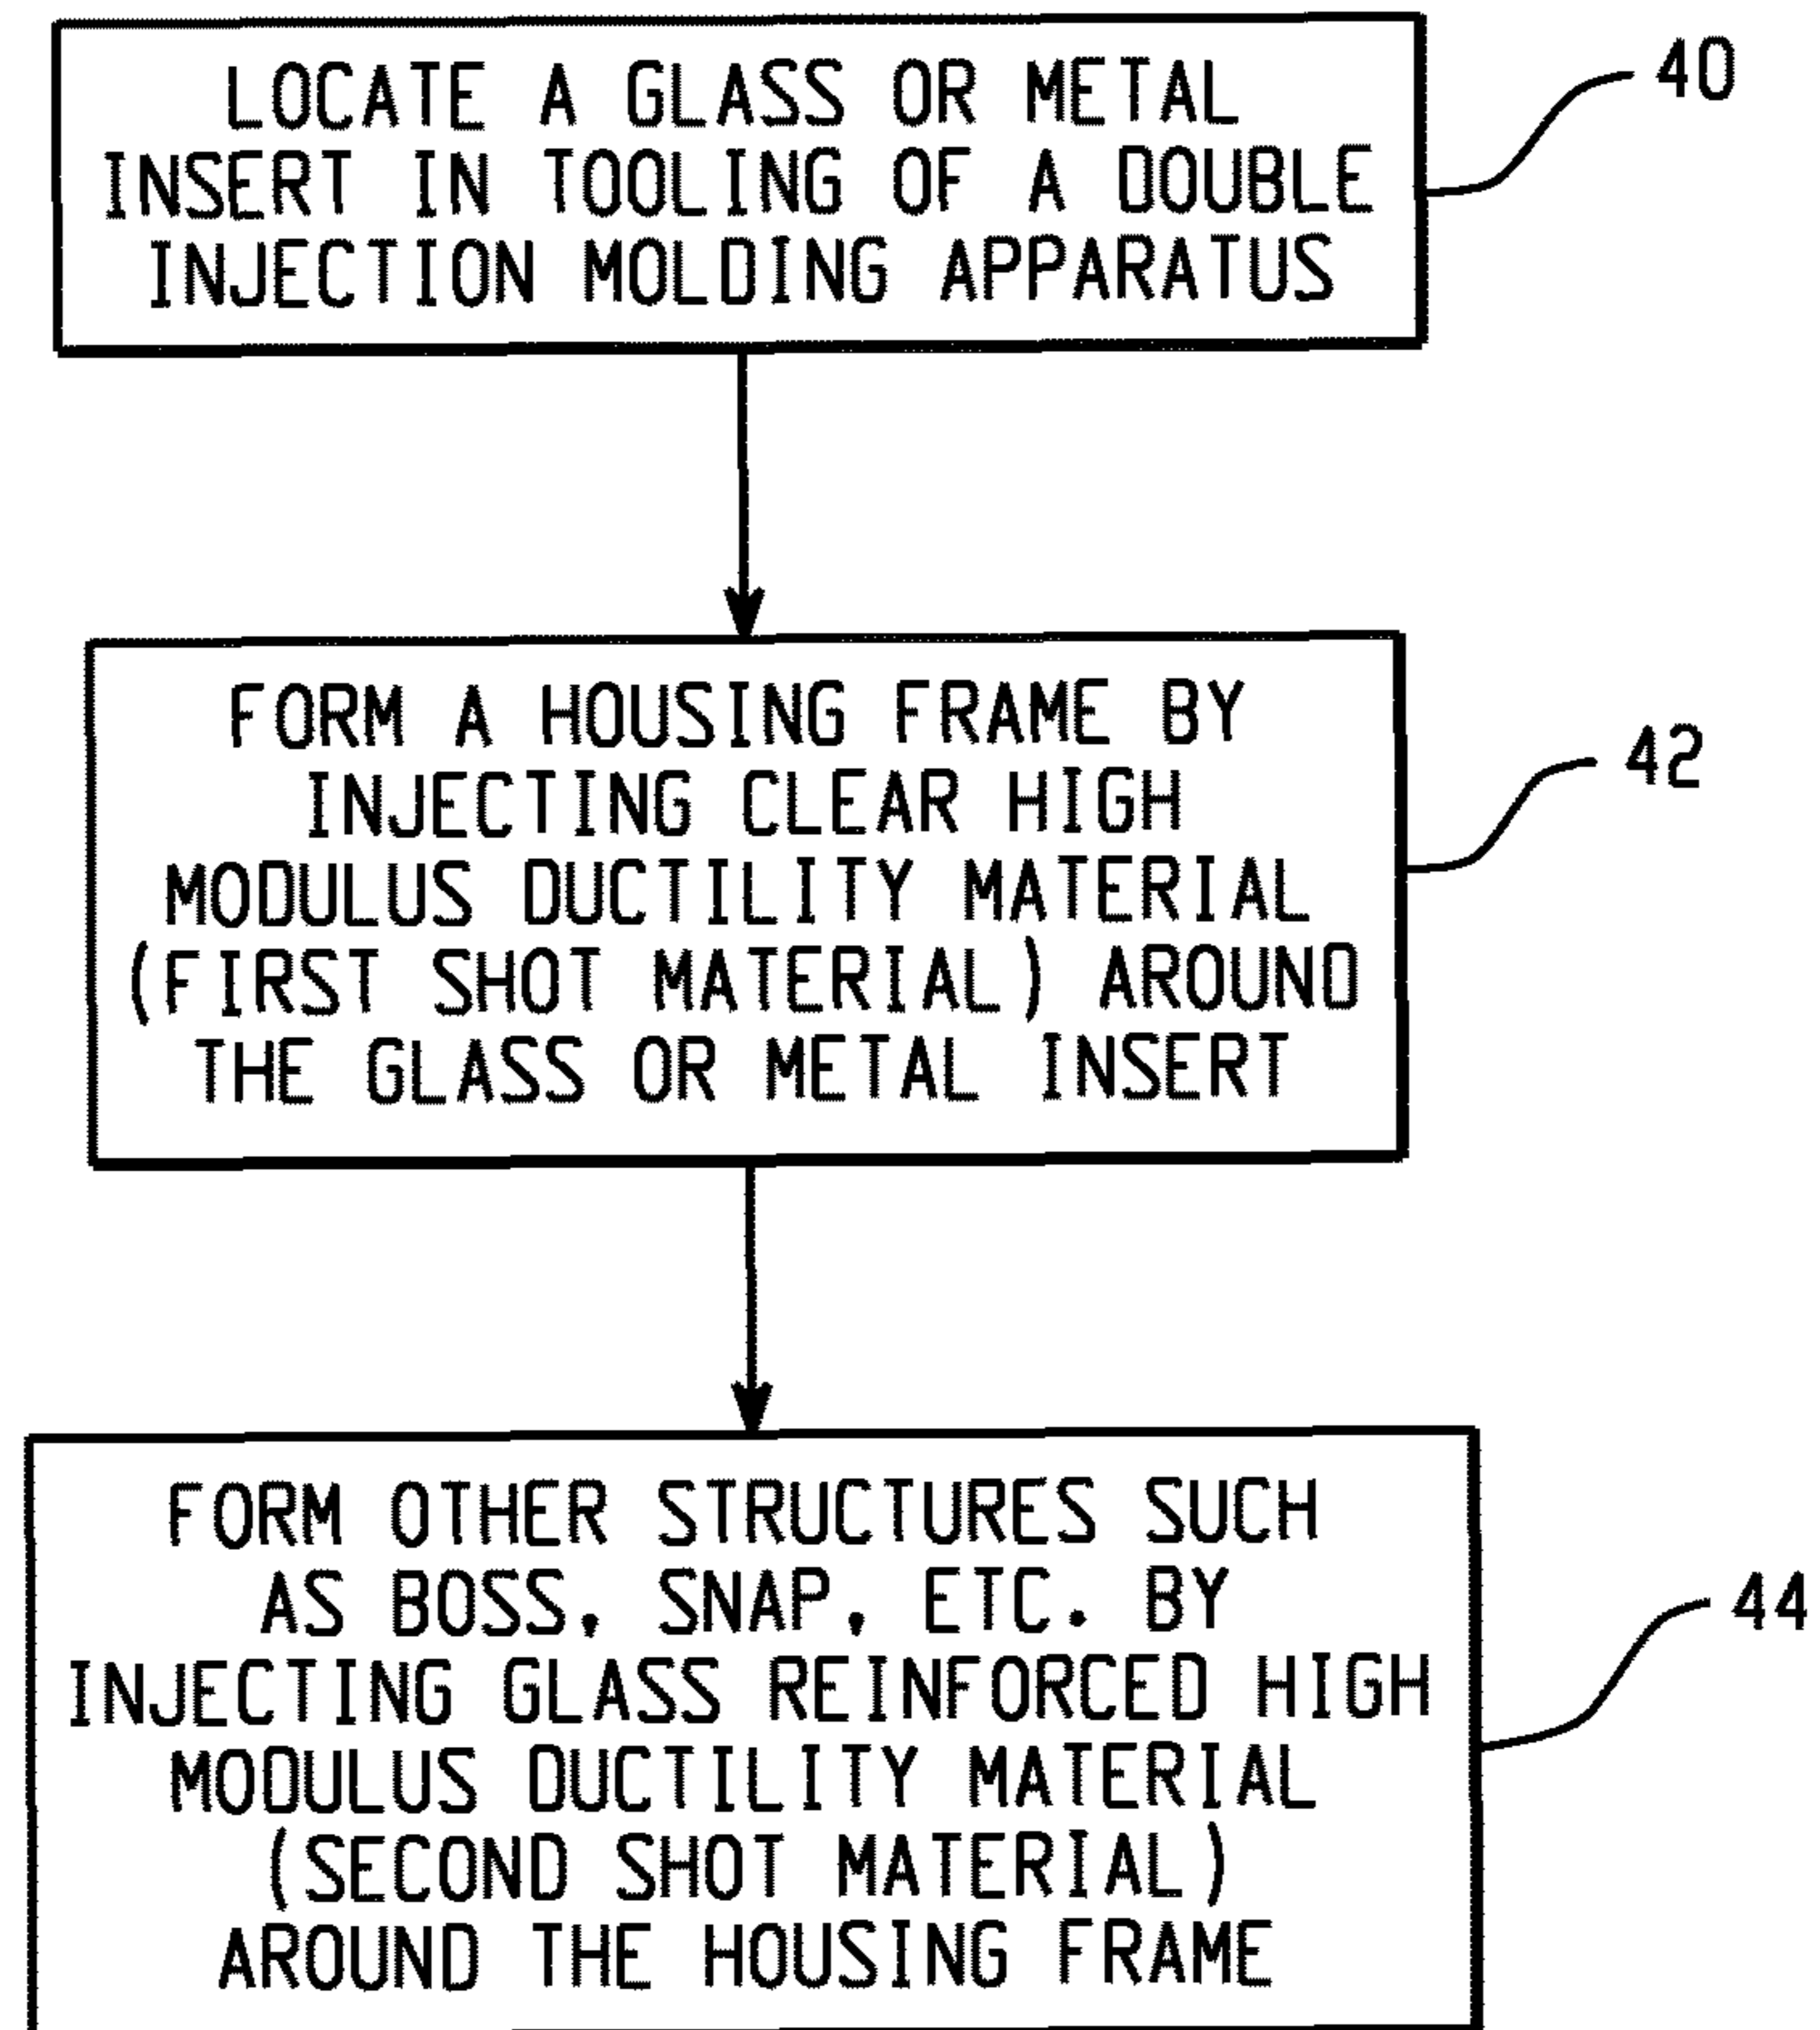 LOCATE A GLASS OR METAL
INSERT IN TOOLING OF A DOUBLE
INJECTION MOLDING APPARATUS
40
FORM A HOUSING FRAME BY
INJECTING CLEAR HIGH
MODULUS DUCTILITY MATERIAL
(FIRST SHOT MATERIAL) AROUND
THE GLASS OR METAL INSERT
42
FORM OTHER STRUCTURES SUCH
AS BOSS, SNAP, ETC. BY
INJECTING GLASS REINFORCED HIGH
MODULUS DUCTILITY MATERIAL
(SECOND SHOT MATERIAL)
AROUND THE HOUSING FRAME
44